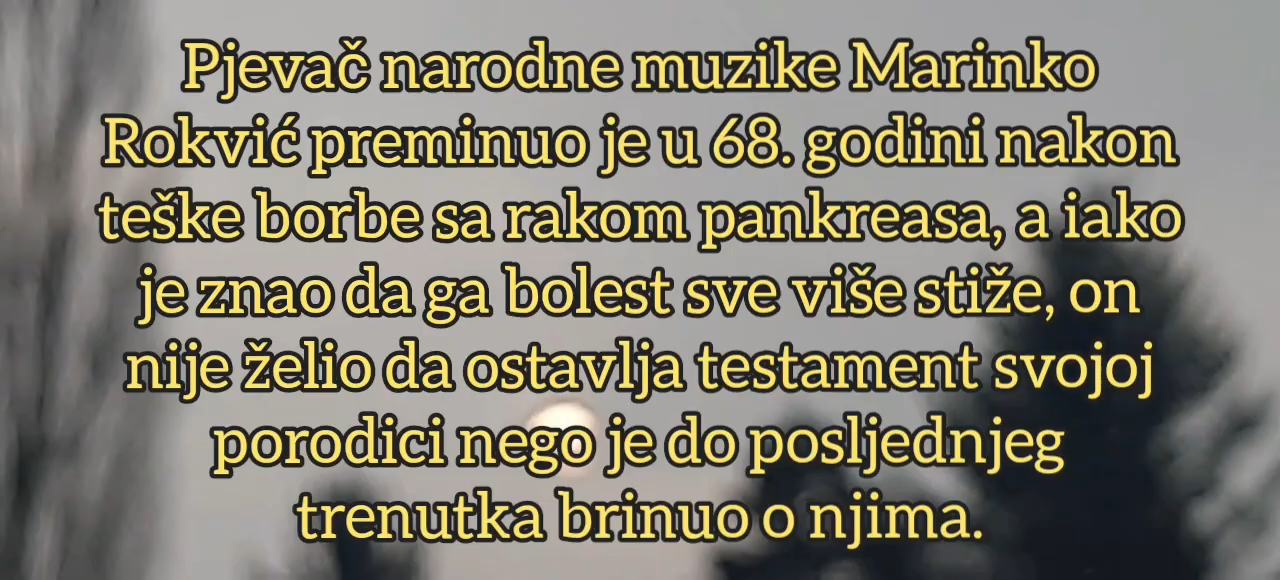 Pjevač narodne muzike Marinko
Rokvić preminuo je u 68. godini nakon
teške borbe sa rakom pankreasa, a iako
je znao da ga bolest sve više stiže, on
nije želio da ostavlja testament svojoj
porodici nego je do posljednjeg
trenutka brinuo o njima.